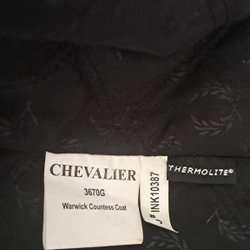 CHEVALIER
3670G
Warwick Countess Coat
J# INK10387
THERMOLITE®